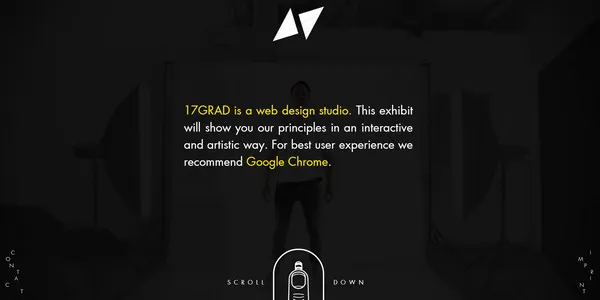 17GRAD is a web design studio. This exhibit
will show you our principles in an interactive
and artistic way. For best user experience we
recommend Google Chrome.
CONTACT
IMPRINT
SCROLL DOWN